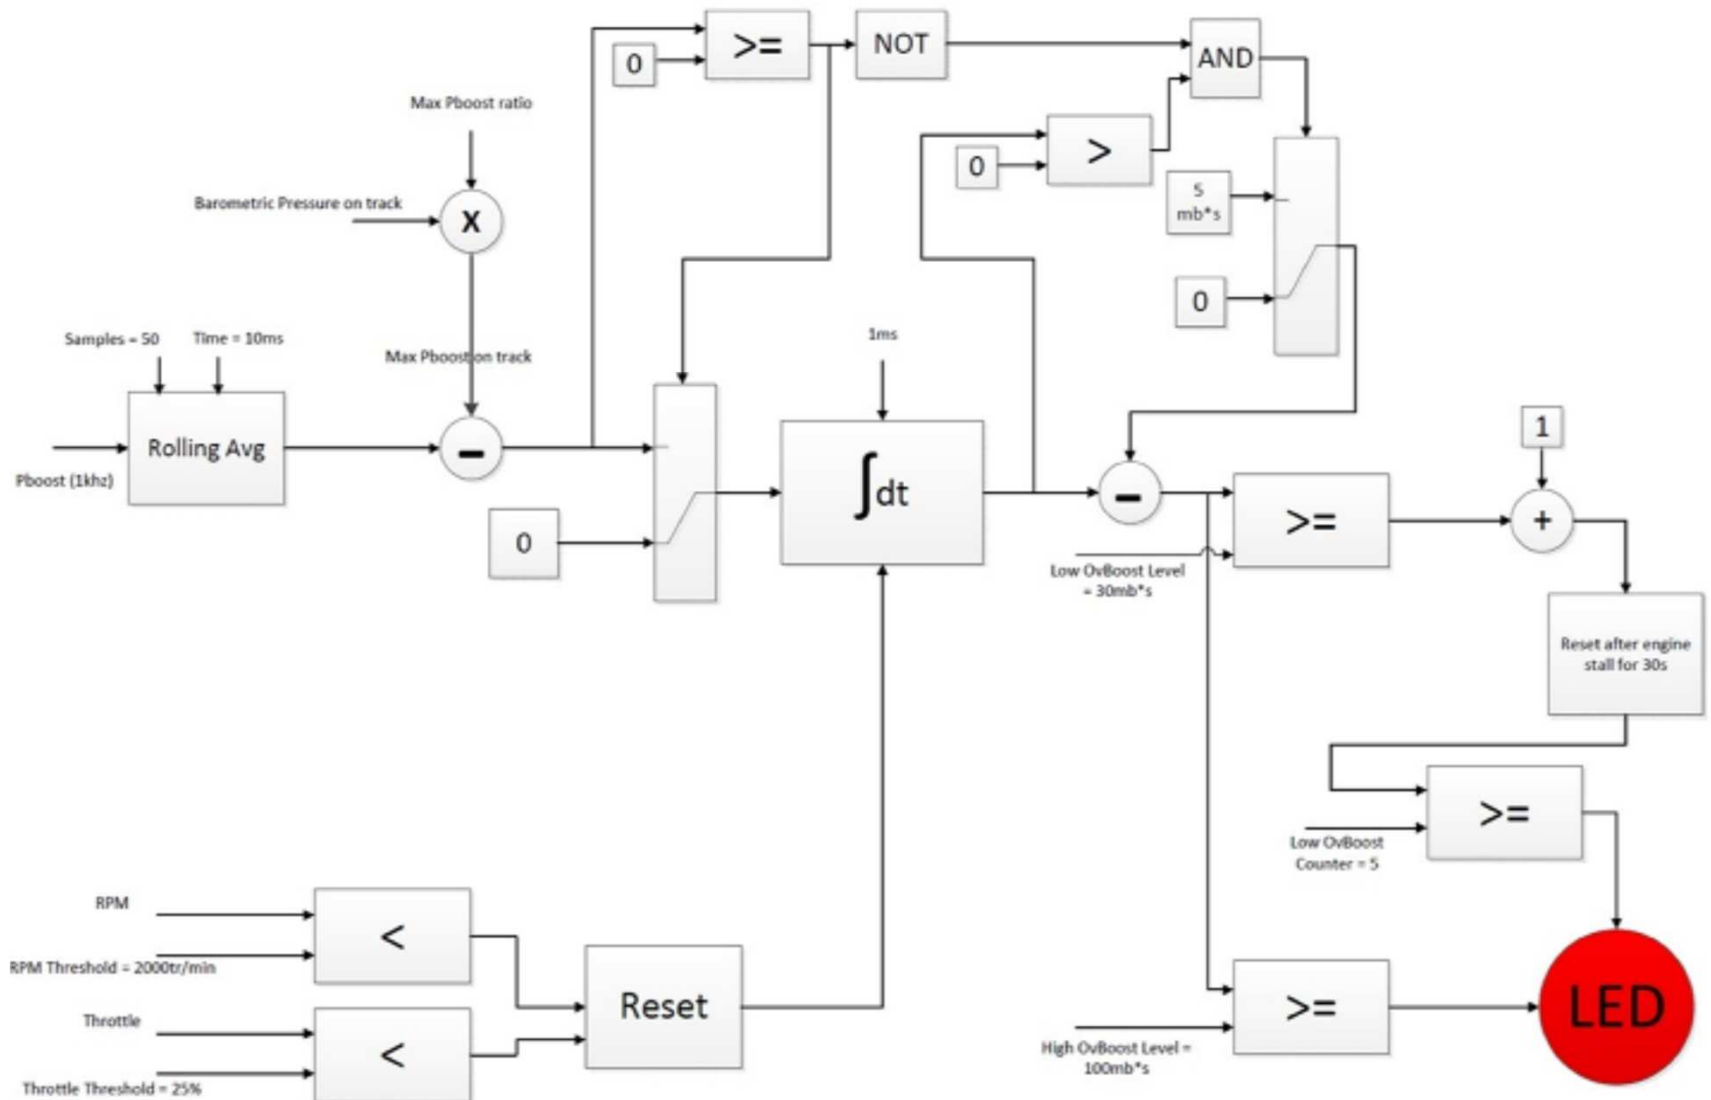 >=
NOT
AND
0
Max Pboost ratio
>
0
5
mb*s
Barometric Pressure on track
X
0
Samples = 50
Time = 10ms
1ms
Max Pboost on track
1
Rolling Avg
-
Pboost (1khz)
∫dt
-
>=
+
0
Low OvBoost Level
= 30mb*s
Reset after engine
stall for 30s
>=
Low OvBoost
Counter = 5
RPM
<
RPM Threshold = 2000tr/min
Reset
>=
LED
Throttle
<
High OvBoost Level =
100mb*s
Throttle Threshold = 25%